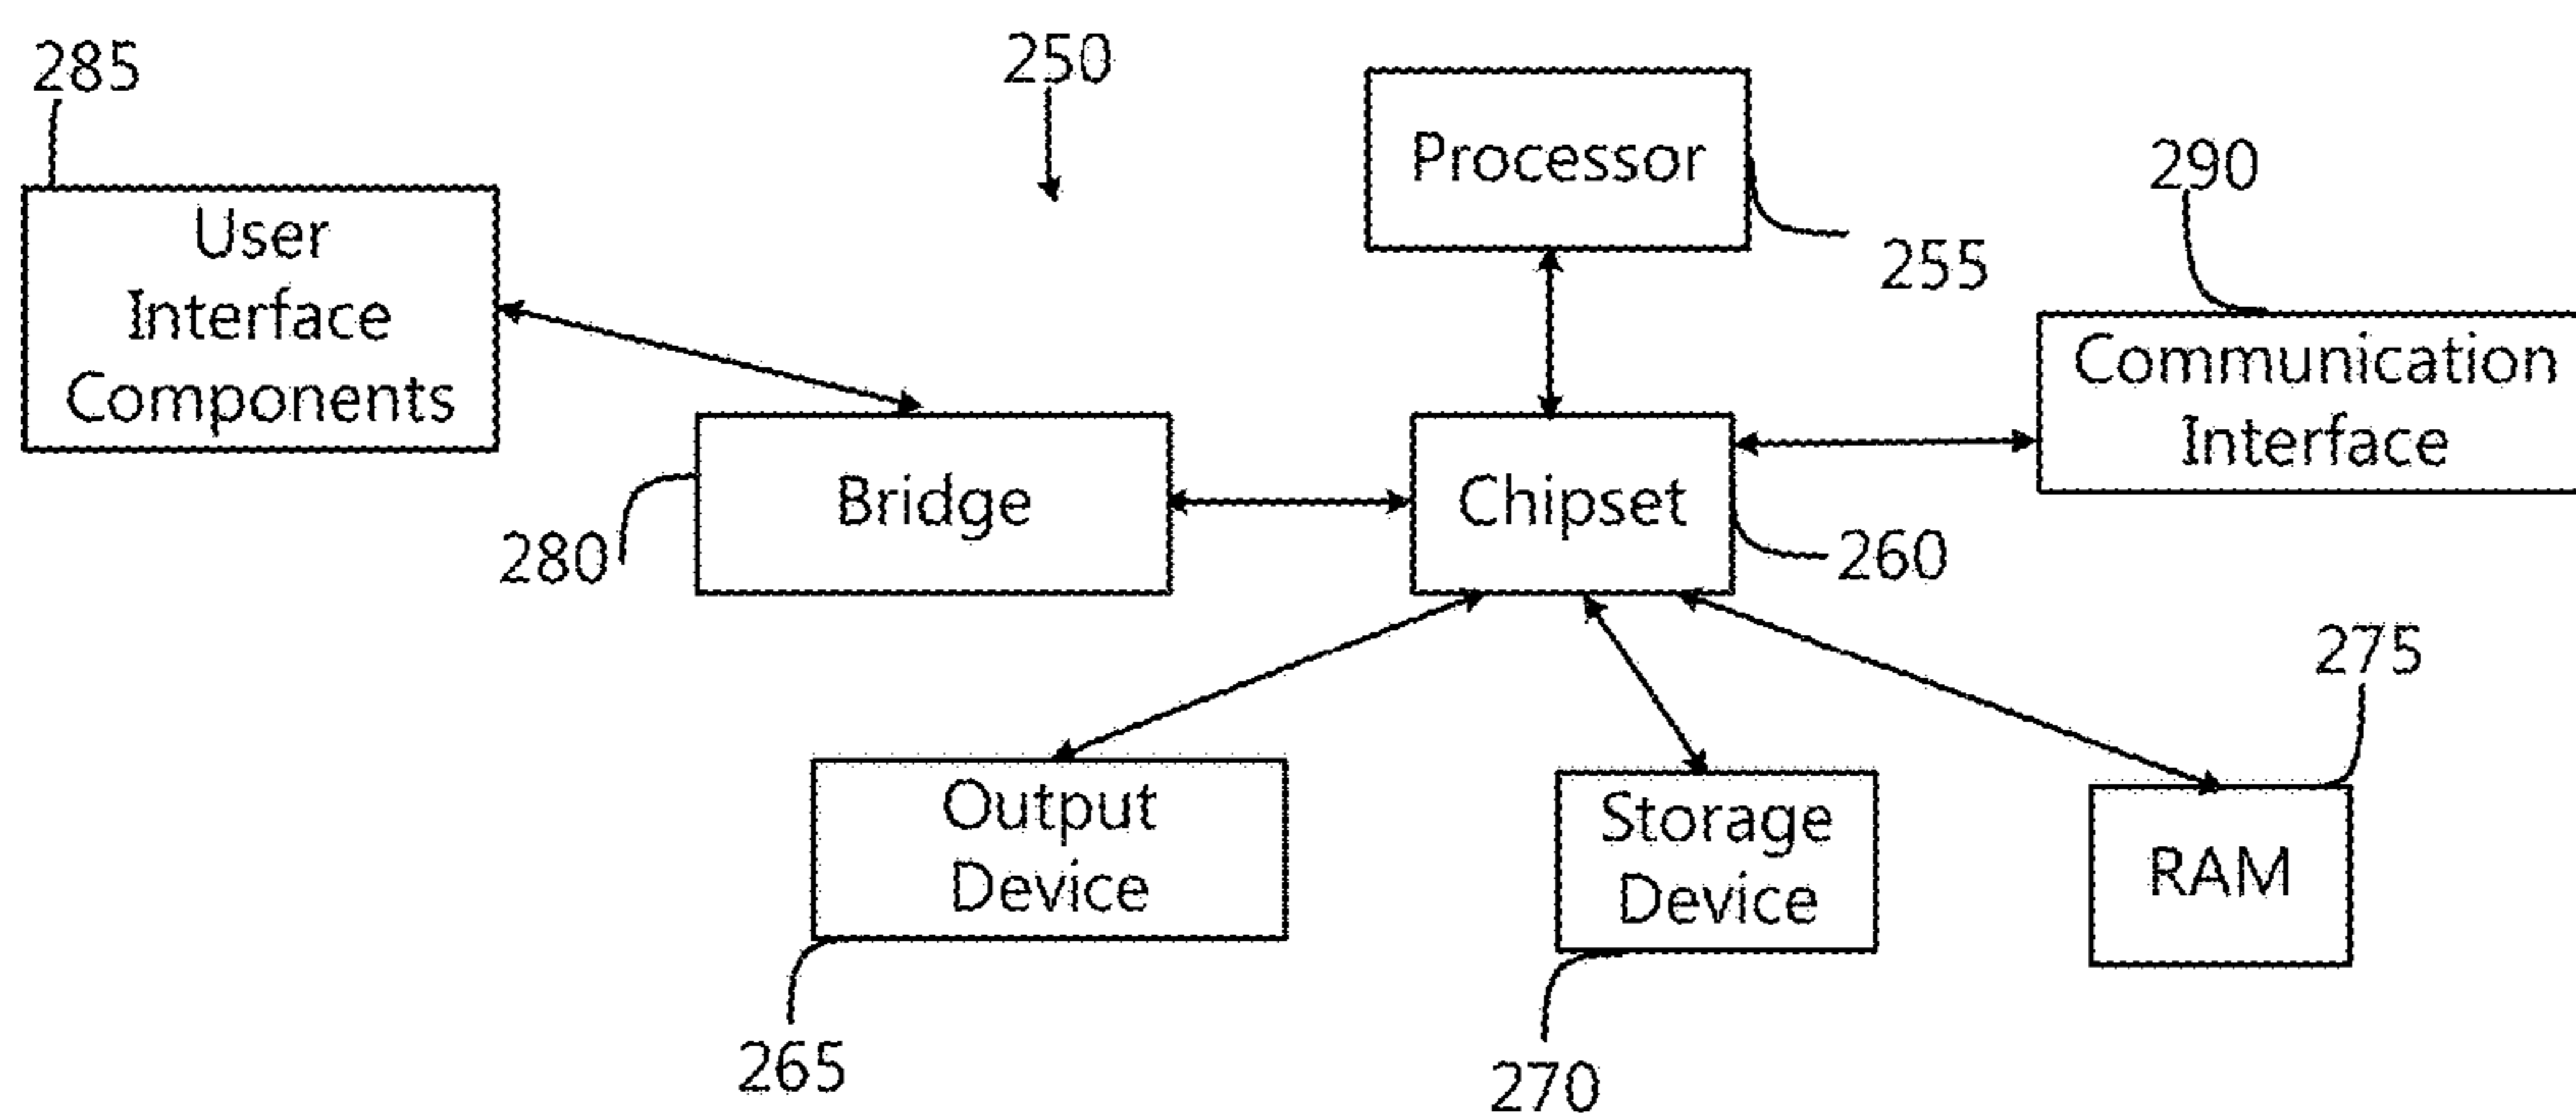 285
250
Processor
290
User
Interface
Components
255
Communication
Interface
Bridge
Chipset
280
260
275
Output
Device
Storage
Device
RAM
265
270